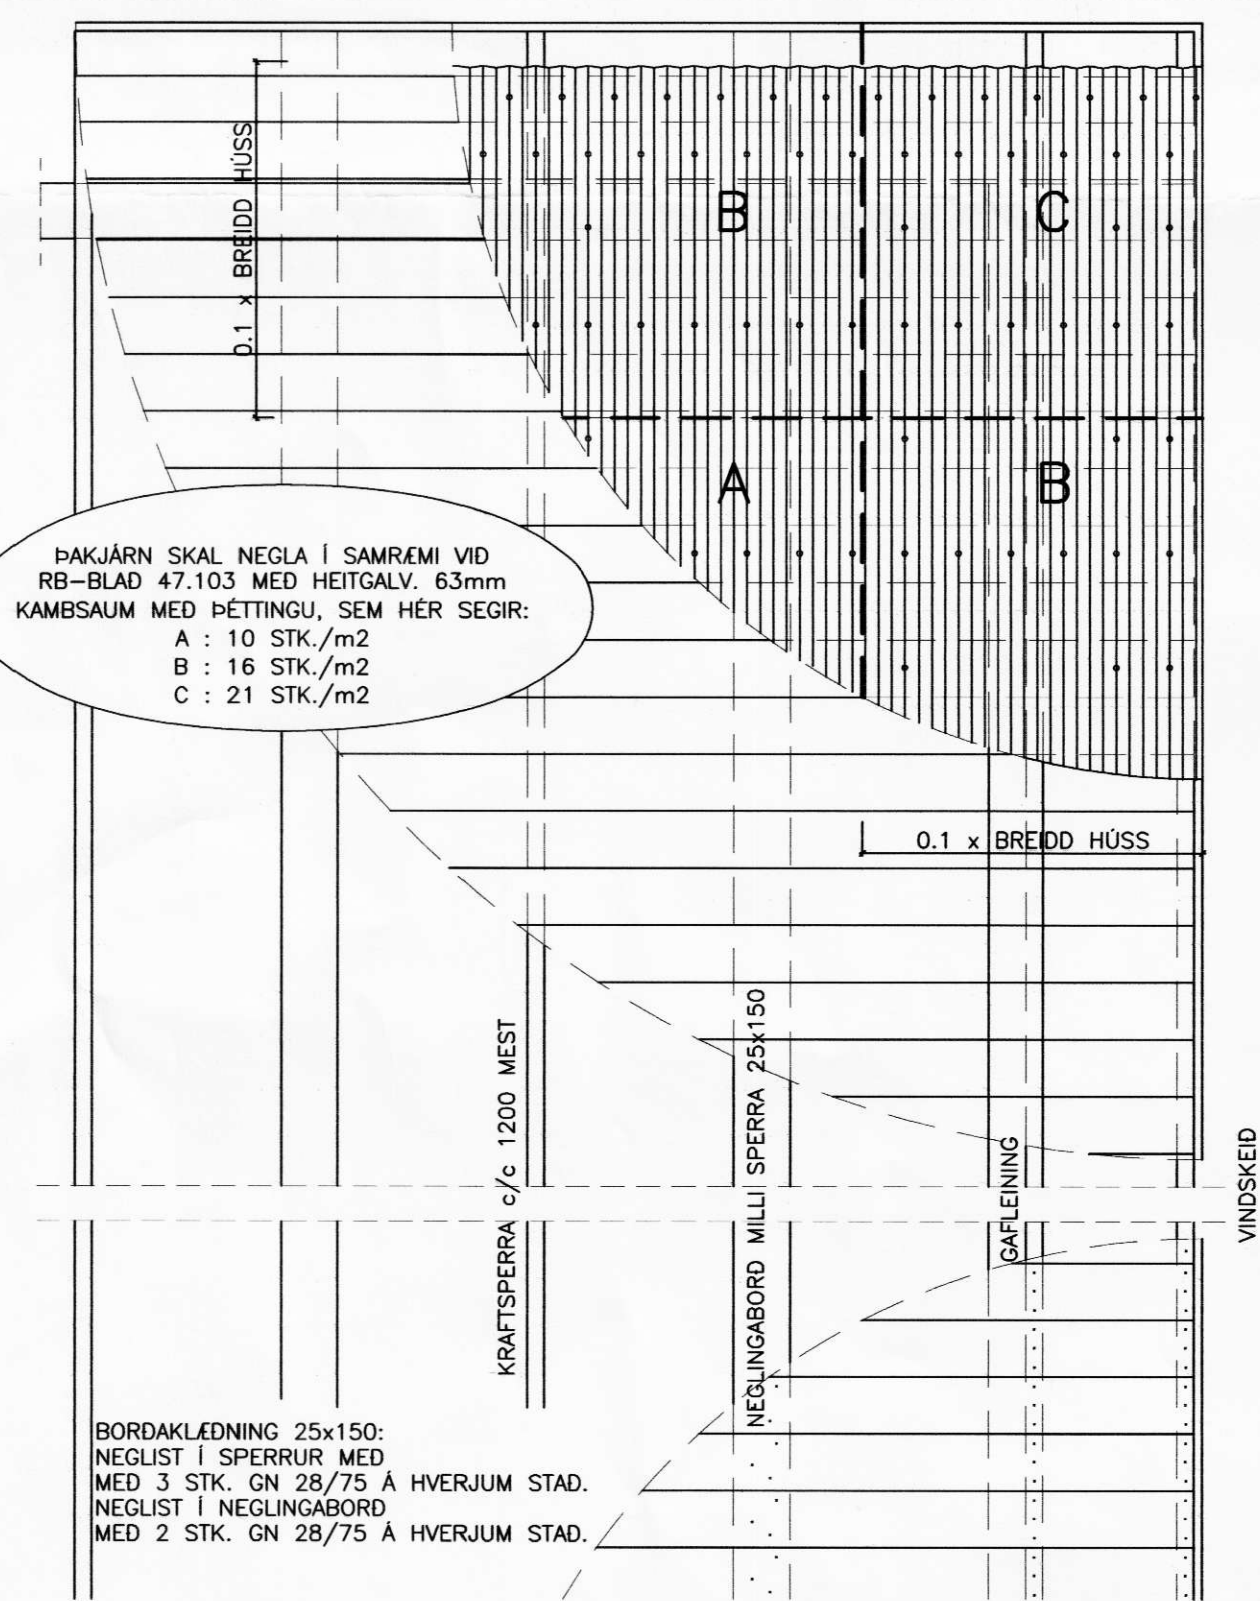 0.1 x BREIDD HÚSS
B
C
A
B
ÞAKJÁRN SKAL NEGLA Í SAMRÆMI VIÐ
RB-BLAÐ 47.103 MEÐ HEITGALV. 63mm
KAMBSAUM MEÐ ÞÉTTINGU, SEM HÉR SEGIR:
A : 10 STK./m2
B : 16 STK./m2
C : 21 STK./m2
0.1 x BREIDD HÚSS
KRAFTSPERRA c/c 1200 MEST
NEGLINGABORÐ MILLI SPERRA 25x150
GAFLEINING
VINDSKEIÐ
BORÐAKLÆÐNING 25x150:
NEGLIST Í SPERRUR MEÐ
MEÐ 3 STK. GN 28/75 Á HVERJUM STAÐ.
NEGLIST Í NEGLINGABORÐ
MEÐ 2 STK. GN 28/75 Á HVERJUM STAÐ.